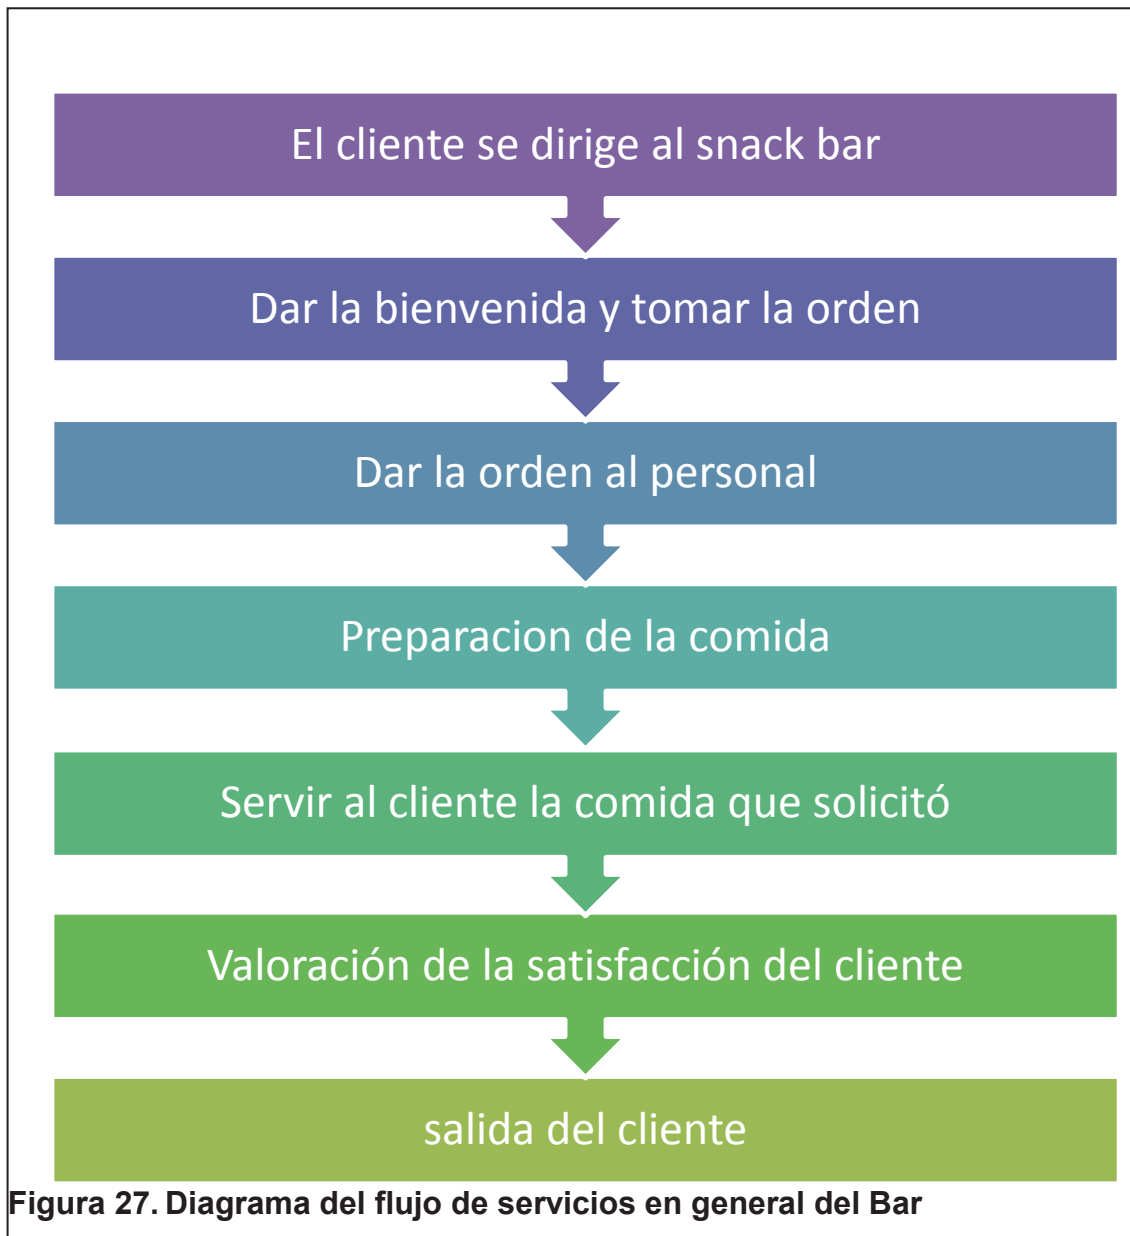 El cliente se dirige al snack bar
Dar la bienvenida y tomar la orden
Dar la orden al personal
Preparacion de la comida
Servir al cliente la comida que solicitó
Valoración de la satisfacción del cliente
salida del cliente
Figura 27. Diagrama del flujo de servicios en general del Bar